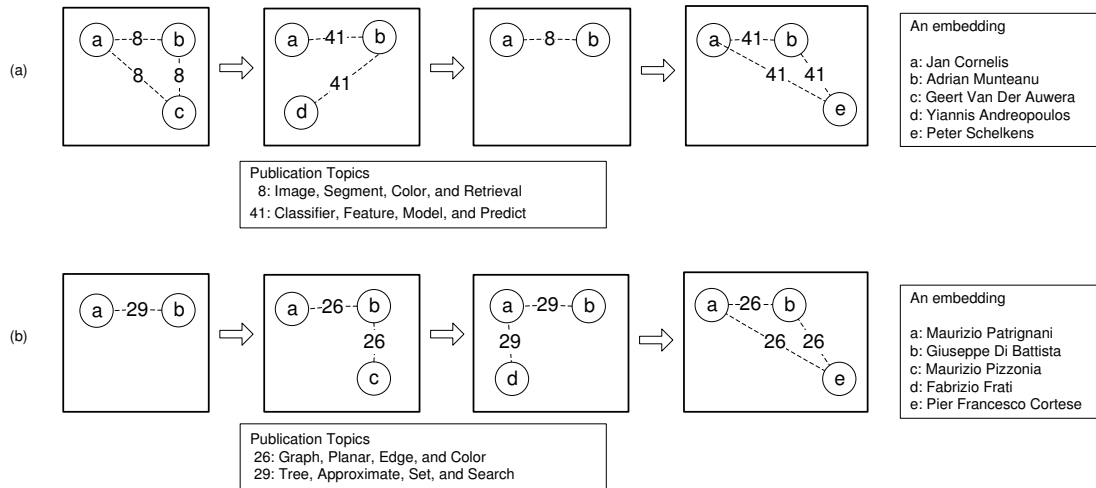 (a)
a 8 b
8 8
c
a 41 b
41
d
a 8 b
a 41 b
41 41
e
An embedding
a: Jan Cornelis
b: Adrian Munteanu
c: Geert Van Der Auwera
d: Yiannis Andreopoulos
e: Peter Schelkens
Publication Topics
8: Image, Segment, Color, and Retrieval
41: Classifier, Feature, Model, and Predict
(b)
a 29 b
a 26 b
26
c
a 29 b
29
d
a 26 b
26 26
e
An embedding
a: Maurizio Patrignani
b: Giuseppe Di Battista
c: Maurizio Pizzonia
d: Fabrizio Frati
e: Pier Francesco Cortese
Publication Topics
26: Graph, Planar, Edge, and Color
29: Tree, Approximate, Set, and Search